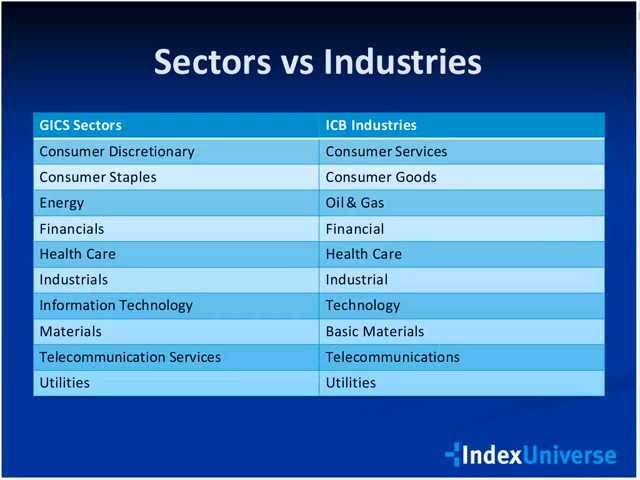 Sectors vs Industries
GICS Sectors ICB Industries
Consumer Discretionary Consumer Services
Consumer Staples Consumer Goods
Energy Oil & Gas
Financials Financial
Health Care Health Care
Industrials Industrial
Information Technology Technology
Materials Basic Materials
Telecommunication Services Telecommunications
Utilities Utilities
IndexUniverse